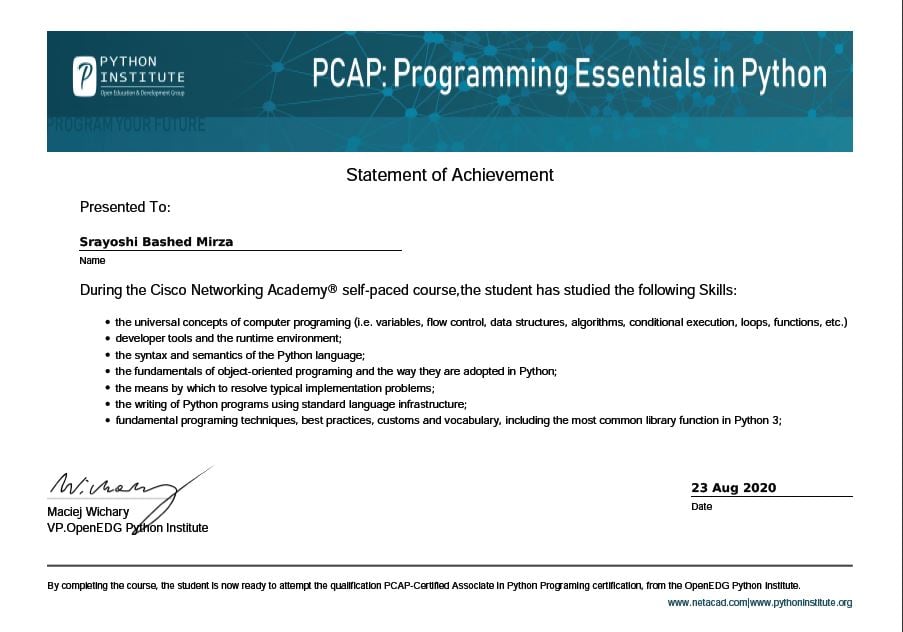 PYTHON
INSTITUTE
Open Education & Development Group
PCAP: Programming Essentials in Python
PROGRAM YOUR FUTURE
Statement of Achievement
Presented To:
Srayoshi Bashed Mirza
Name
During the Cisco Networking Academy® self-paced course,the student has studied the following Skills:
• the universal concepts of computer programing (i.e. variables, flow control, data structures, algorithms, conditional execution, loops, functions, etc.)
• developer tools and the runtime environment;
• the syntax and semantics of the Python language;
• the fundamentals of object-oriented programing and the way they are adopted in Python;
• the means by which to resolve typical implementation problems;
• the writing of Python programs using standard language infrastructure;
• fundamental programing techniques, best practices, customs and vocabulary, including the most common library function in Python 3;
W. Wichary
Maciej Wichary
VP.OpenEDG Python Institute
23 Aug 2020
Date
By completing the course, the student is now ready to attempt the qualification PCAP-Certified Associate in Python Programing certification, from the OpenEDG Python Institute.
www.netacad.com|www.pythoninstitute.org